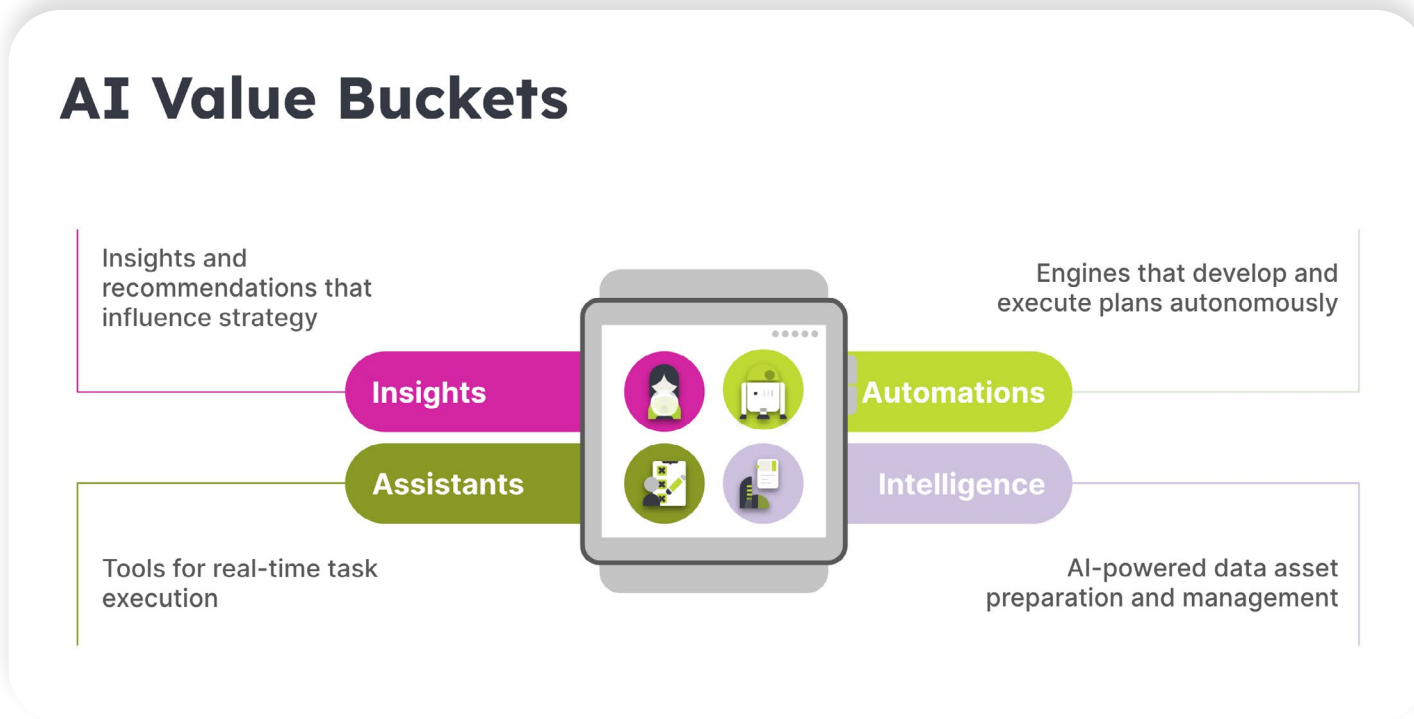 AI Value Buckets
Insights and
recommendations that
influence strategy
Insights
Assistants
Tools for real-time task
execution
Engines that develop and
execute plans autonomously
Automations
Intelligence
AI-powered data asset
preparation and management